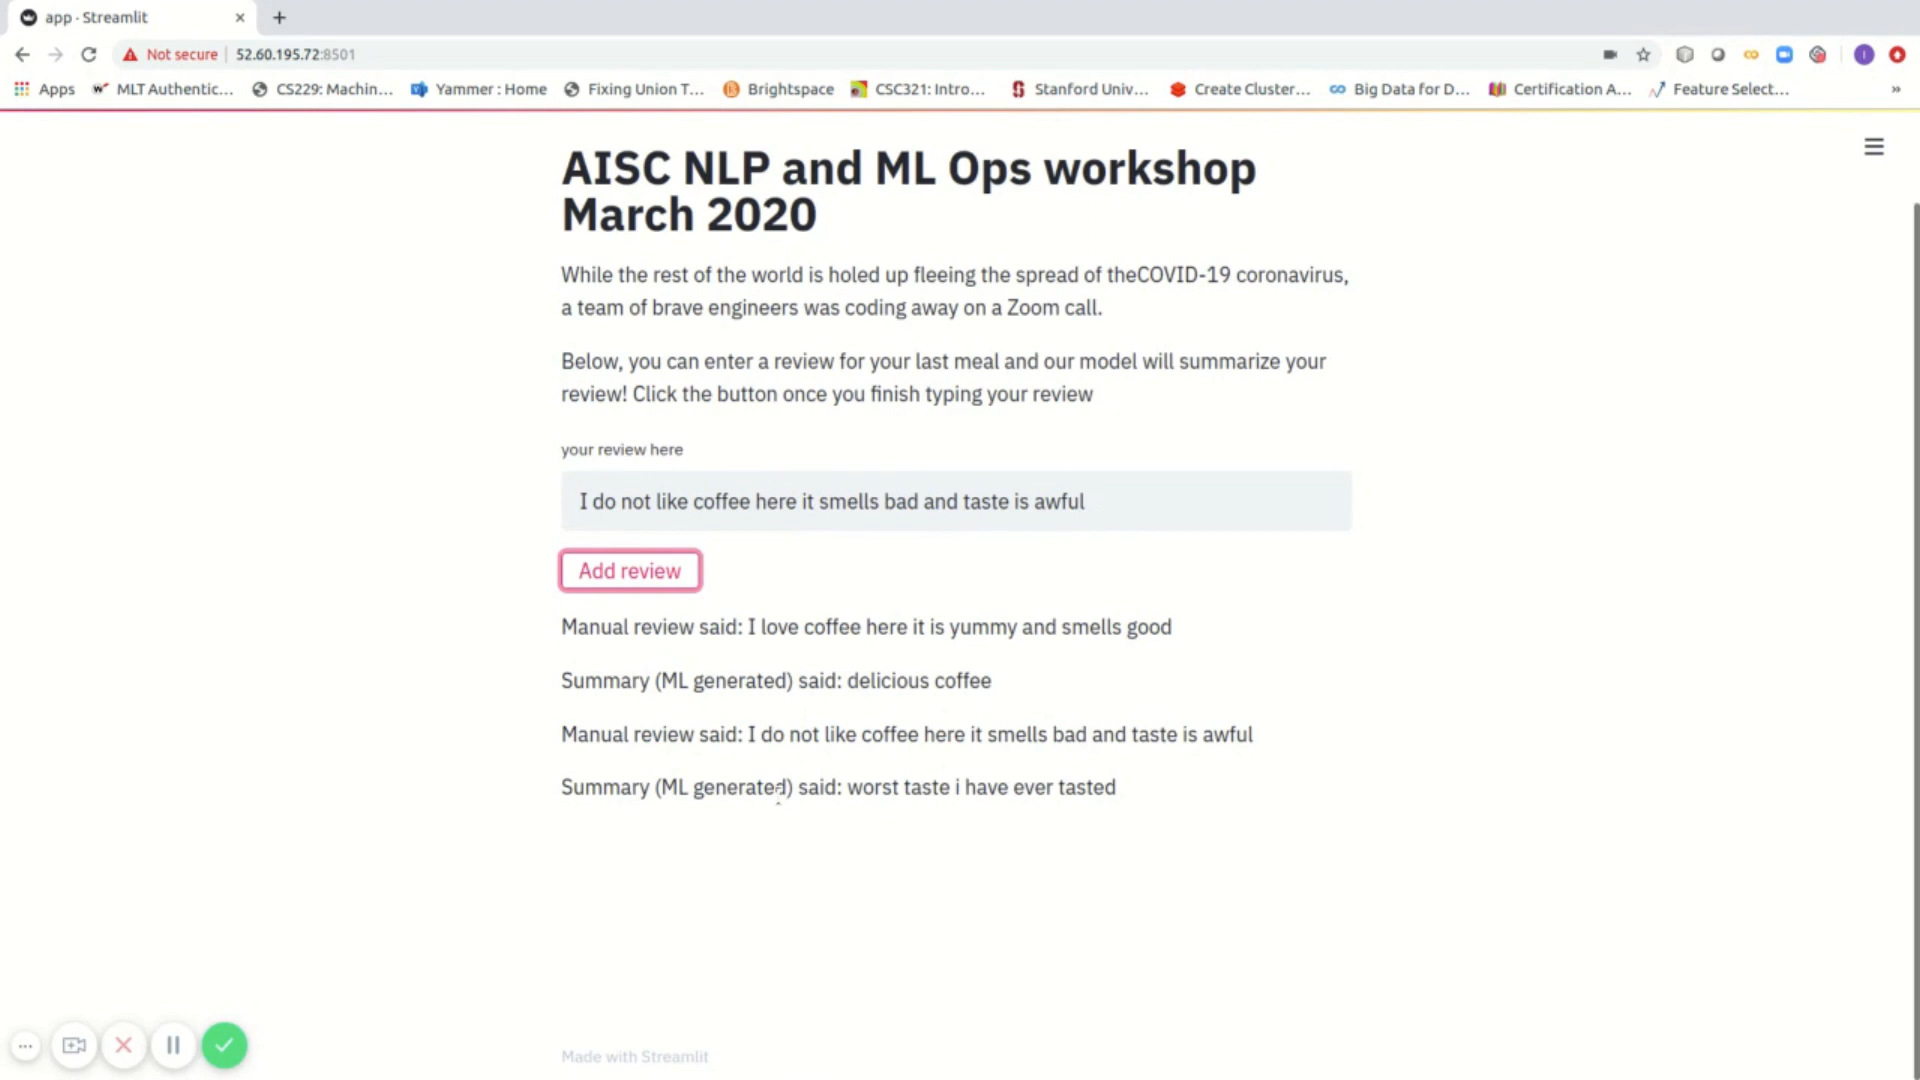 app · Streamlit
Not secure 52.60.195.72:8501
Apps MLT Authentic... CS229: Machin... Yammer : Home Fixing Union T... Brightspace CSC321: Intro... Stanford Univ... Create Cluster... Big Data for D... Certification A... Feature Select... »
AISC NLP and ML Ops workshop
March 2020
While the rest of the world is holed up fleeing the spread of theCOVID-19 coronavirus,
a team of brave engineers was coding away on a Zoom call.
Below, you can enter a review for your last meal and our model will summarize your
review! Click the button once you finish typing your review
your review here
I do not like coffee here it smells bad and taste is awful
Add review
Manual review said: I love coffee here it is yummy and smells good
Summary (ML generated) said: delicious coffee
Manual review said: I do not like coffee here it smells bad and taste is awful
Summary (ML generated) said: worst taste i have ever tasted
Made with Streamlit